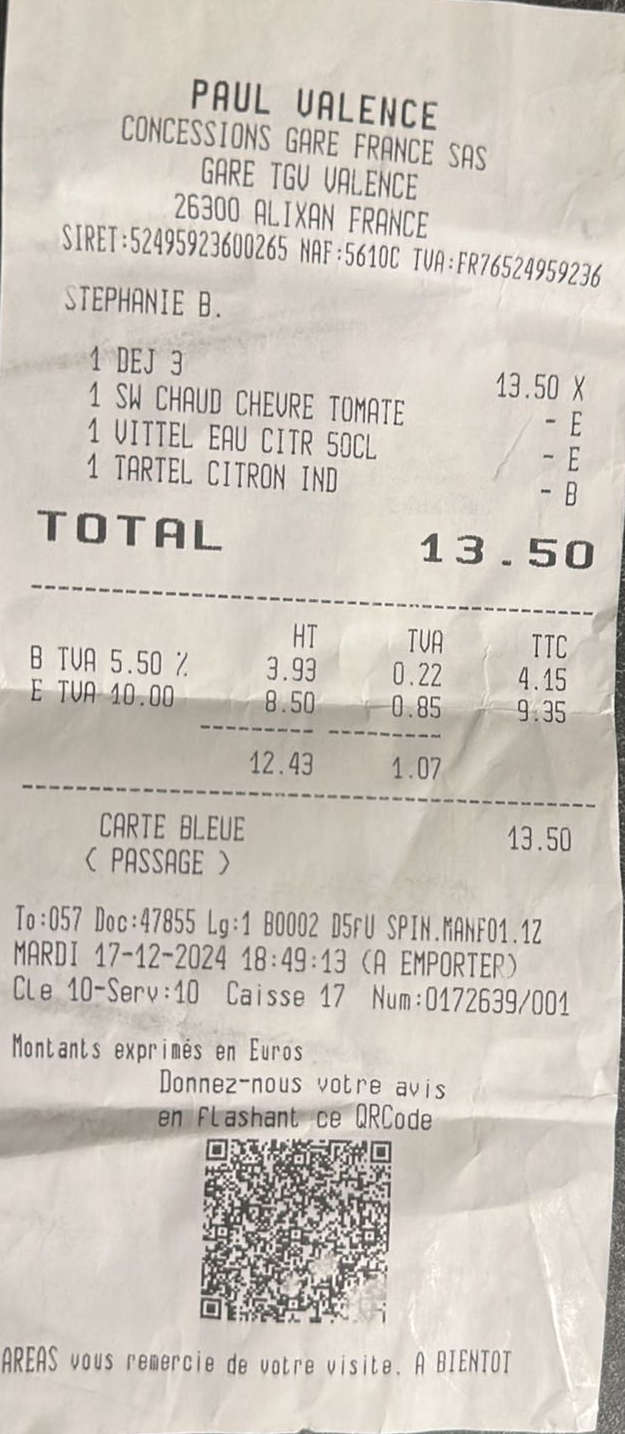 PAUL VALENCE
CONCESSIONS GARE FRANCE SAS
GARE TGV VALENCE
26300 ALIXAN FRANCE
SIRET:52495923600265 NAF:5610C TVA:FR76524959236
STEPHANIE B.
1 DEJ 3 13.50 X
1 SW CHAUD CHEVRE TOMATE - E
1 VITTEL EAU CITR 50CL - E
1 TARTEL CITRON IND - B
TOTAL 13.50
HT TVA TTC
B TVA 5.50 % 3.93 0.22 4.15
E TVA 10.00 8.50 0.85 9.35
12.43 1.07
CARTE BLEUE 13.50
( PASSAGE )
To:057 Doc:47855 Lg:1 B0002 D5rU SPIN.MANF01.1Z
MARDI 17-12-2024 18:49:13 (A EMPORTER)
Cle 10-Serv:10 Caisse 17 Num:0172639/001
Montants exprimés en Euros
Donnez-nous votre avis
en flashant ce QRCode
AREAS vous remercie de votre visite. A BIENTOT